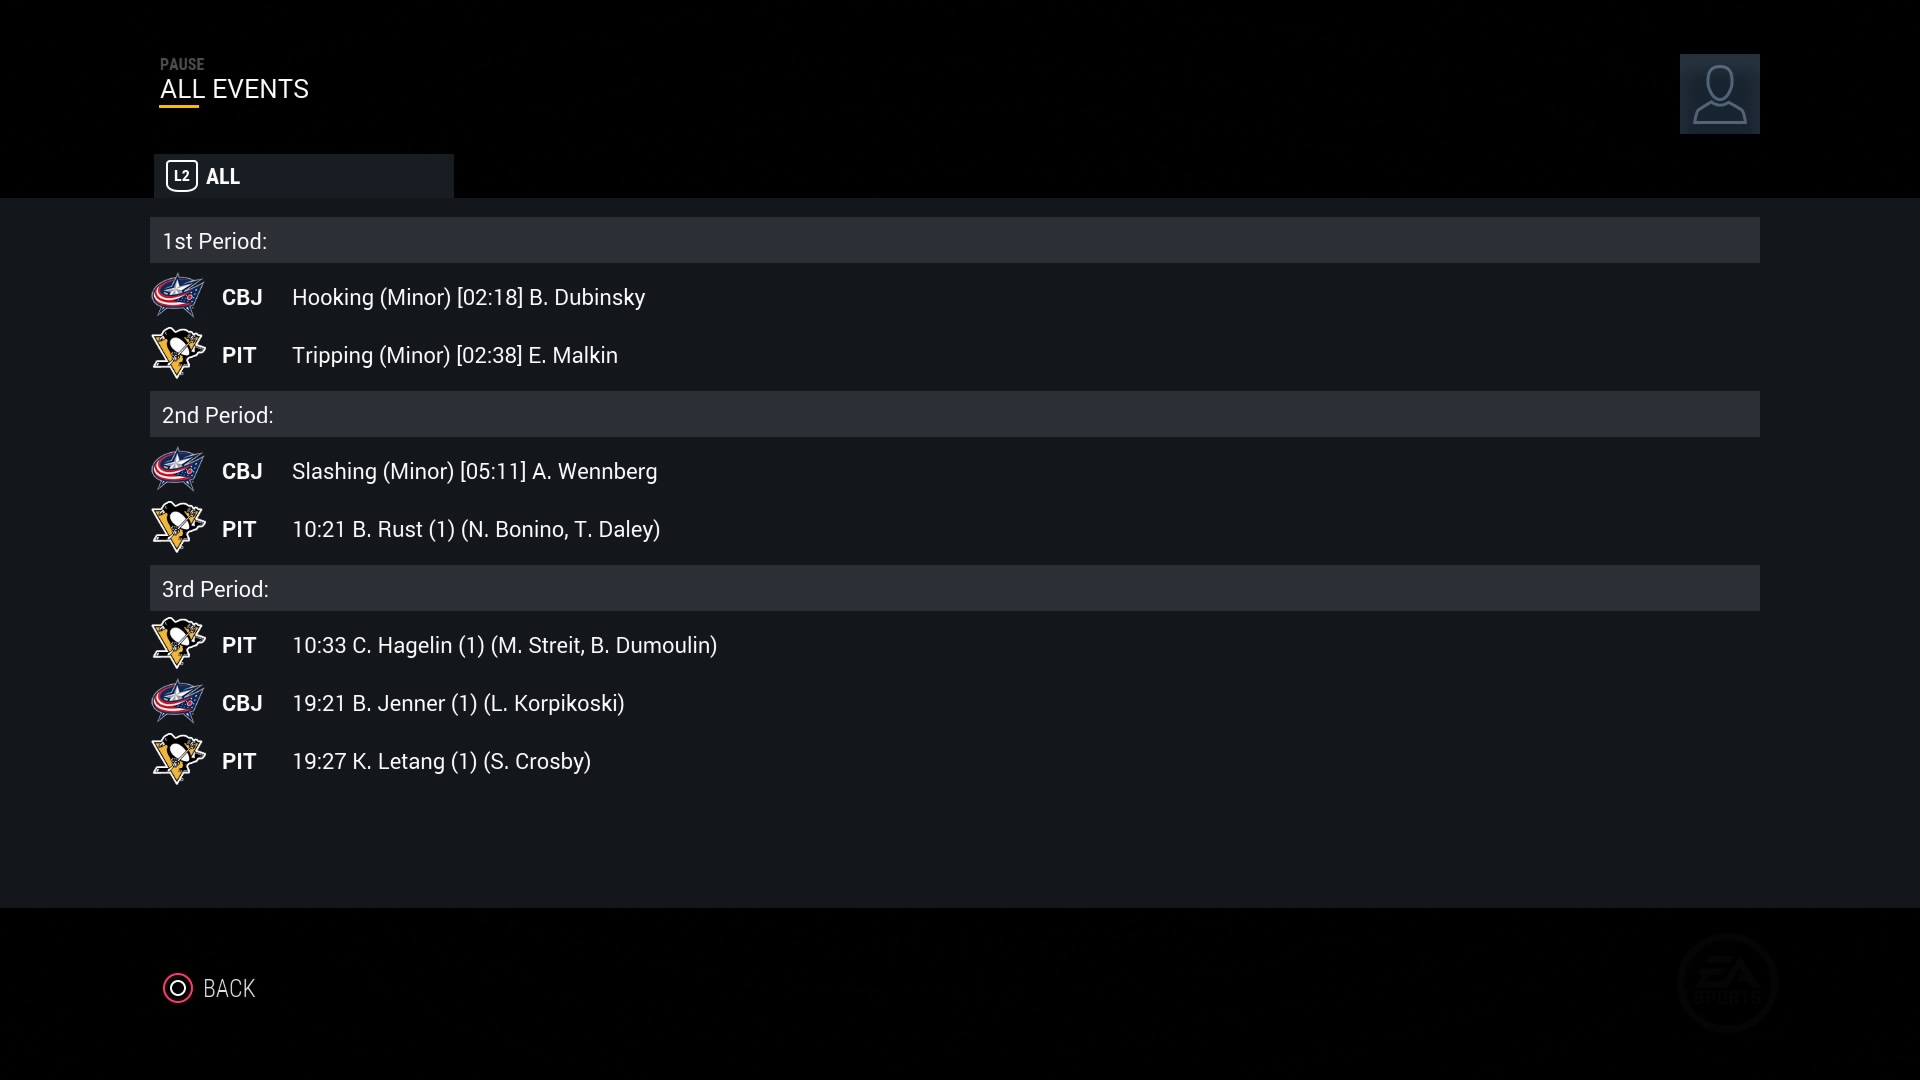 PAUSE
ALL EVENTS
L2 ALL
1st Period:
CBJ Hooking (Minor) [02:18] B. Dubinsky
PIT Tripping (Minor) [02:38] E. Malkin
2nd Period:
CBJ Slashing (Minor) [05:11] A. Wennberg
PIT 10:21 B. Rust (1) (N. Bonino, T. Daley)
3rd Period:
PIT 10:33 C. Hagelin (1) (M. Streit, B. Dumoulin)
CBJ 19:21 B. Jenner (1) (L. Korpikoski)
PIT 19:27 K. Letang (1) (S. Crosby)
BACK
EA
SPORTS